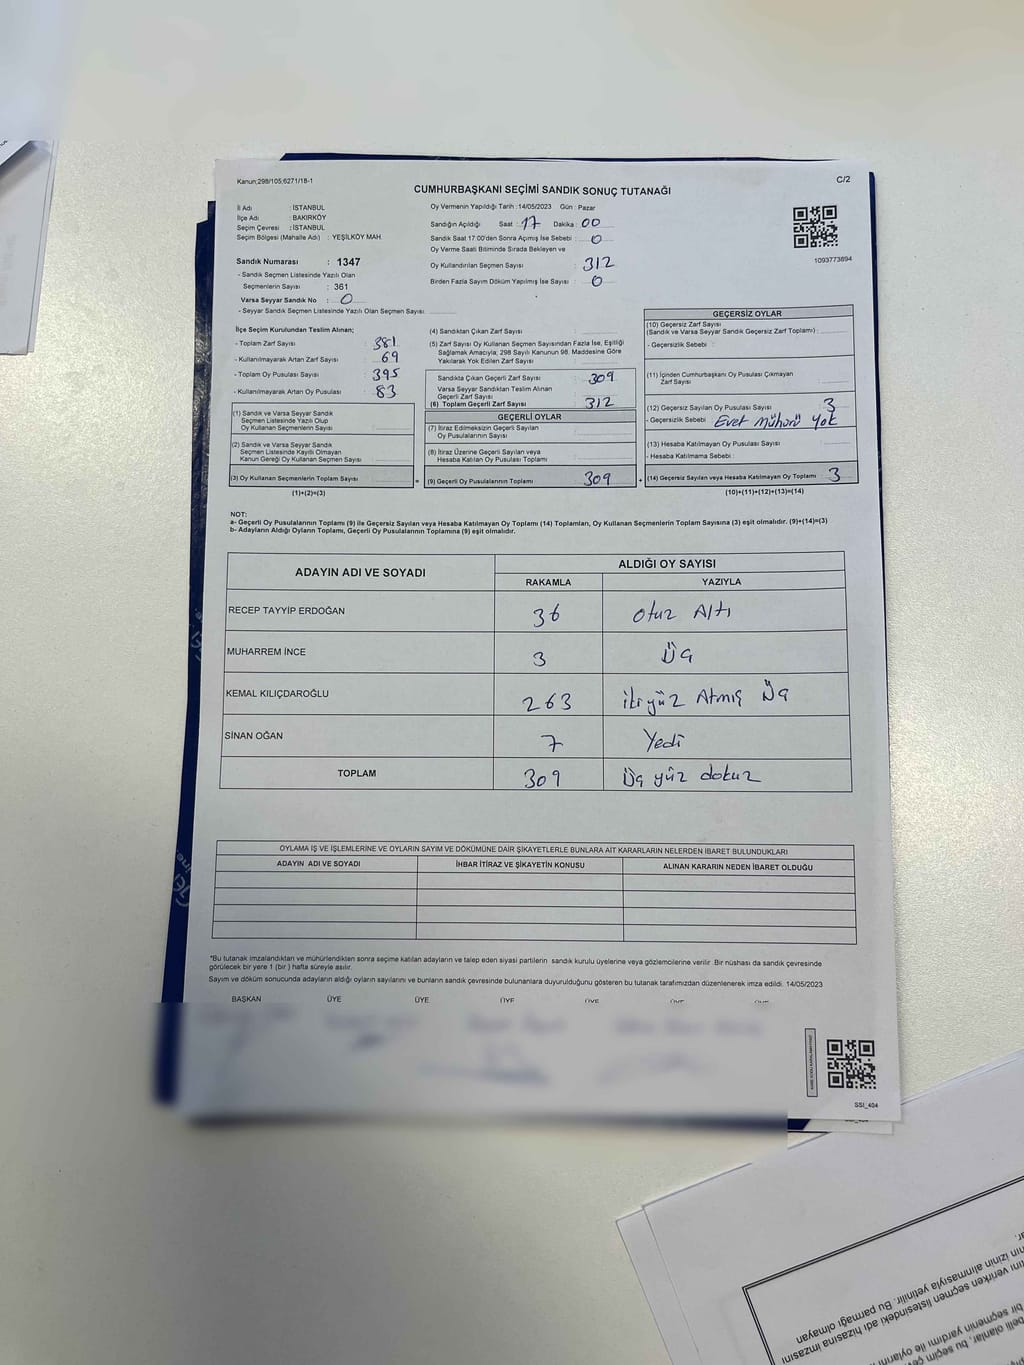 Kanun;298/105;6271/18-1
C/2
CUMHURBAŞKANI SEÇİMİ SANDIK SONUÇ TUTANAĞI
İl Adı : İSTANBUL
İlçe Adı : BAKIRKÖY
Seçim Çevresi : İSTANBUL
Seçim Bölgesi (Mahalle Adı) : YEŞİLKÖY MAH.
Sandık Numarası : 1347
- Sandık Seçmen Listesinde Yazılı Olan
Seçmenlerin Sayısı : 361
Varsa Seyyar Sandık No : 0
- Seyyar Sandık Seçmen Listesinde Yazılı Olan Seçmen Sayısı :
Oy Vermenin Yapıldığı Tarih : 14/05/2023 Gün : Pazar
Sandığın Açıldığı Saat : 17 Dakika : 00
Sandık Saat 17.00'den Sonra Açımış İse Sebebi : 0
Oy Verme Saati Bitiminde Sırada Bekleyen ve
Oy Kullandırılan Seçmen Sayısı : 312
Birden Fazla Sayım Döküm Yapılmış İse Sayısı : 0
1093773894
İlçe Seçim Kurulundan Teslim Alınan;
- Toplam Zarf Sayısı : 381
- Kullanılmayarak Artan Zarf Sayısı : 69
- Toplam Oy Pusulası Sayısı : 395
- Kullanılmayarak Artan Oy Pusulası : 83
(1) Sandık ve Varsa Seyyar Sandık
Seçmen Listesinde Yazılı Olup
Oy Kullanan Seçmenlerin Sayısı :
(2) Sandık ve Varsa Seyyar Sandık
Seçmen Listesinde Kayıtlı Olmayan
Kanun Gereği Oy Kullanan Seçmen Sayısı :
(3) Oy Kullanan Seçmenlerin Toplam Sayısı :
(1)+(2)=(3)
=
(4) Sandıktan Çıkan Zarf Sayısı :
(5) Zarf Sayısı Oy Kullanan Seçmen Sayısından Fazla İse, Eşitliği
Sağlamak Amacıyla, 298 Sayılı Kanunun 98. Maddesine Göre
Yakılarak Yok Edilen Zarf Sayısı :
Sandıkta Çıkan Geçerli Zarf Sayısı : 309
Varsa Seyyar Sandıktan Teslim Alınan
Geçerli Zarf Sayısı :
(6) Toplam Geçerli Zarf Sayısı : 312
GEÇERLİ OYLAR
(7) İtiraz Edilmeksizin Geçerli Sayılan
Oy Pusulalarının Sayısı :
(8) İtiraz Üzerine Geçerli Sayılan veya
Hesaba Katılan Oy Pusulası Toplamı :
(9) Geçerli Oy Pusulalarının Toplamı : 309
+
GEÇERSİZ OYLAR
(10) Geçersiz Zarf Sayısı
(Sandık ve Varsa Seyyar Sandık Geçersiz Zarf Toplamı) :
- Geçersizlik Sebebi :
(11) İçinden Cumhurbaşkanı Oy Pusulası Çıkmayan
Zarf Sayısı :
(12) Geçersiz Sayılan Oy Pusulası Sayısı : 3
- Geçersizlik Sebebi : Evet Mühürü yok
(13) Hesaba Katılmayan Oy Pusulası Sayısı :
- Hesaba Katılmama Sebebi :
(14) Geçersiz Sayılan veya Hesaba Katılmayan Oy Toplamı : 3
(10)+(11)+(12)+(13)=(14)
NOT:
a- Geçerli Oy Pusulalarının Toplamı (9) ile Geçersiz Sayılan veya Hesaba Katılmayan Oy Toplamı (14) Toplamları, Oy Kullanan Seçmenlerin Toplam Sayısına (3) eşit olmalıdır. (9)+(14)=(3)
b- Adayların Aldığı Oyların Toplamı, Geçerli Oy Pusulalarının Toplamına (9) eşit olmalıdır.
ADAYIN ADI VE SOYADI
ALDIĞI OY SAYISI
RAKAMLA YAZIYLA
RECEP TAYYİP ERDOĞAN 36 otuz Altı
MUHARREM İNCE 3 Üç
KEMAL KILIÇDAROĞLU 263 ikiyüz Atmış Üç
SİNAN OĞAN 7 Yedi
TOPLAM 309 Üç yüz dokuz
OYLAMA İŞ VE İŞLEMLERİNE VE OYLARIN SAYIM VE DÖKÜMÜNE DAİR ŞİKAYETLERLE BUNLARA AİT KARARLARIN NELERDEN İBARET BULUNDUKLARI
ADAYIN ADI VE SOYADI İHBAR İTİRAZ VE ŞİKAYETİN KONUSU ALINAN KARARIN NEDEN İBARET OLDUĞU
*Bu tutanak imzalandıktan ve mühürlendikten sonra seçime katılan adayların ve talep eden siyasi partilerin sandık kurulu üyelerine veya gözlemcilerine verilir. Bir nüshası da sandık çevresinde
görülecek bir yere 1 (bir ) hafta süreyle asılır.
Sayım ve döküm sonucunda adayların aldığı oyların sayılarını ve bunların sandık çevresinde bulunanlara duyurulduğunu gösteren bu tutanak tarafımızdan düzenlenerek imza edildi. 14/05/2023
BAŞKAN ÜYE ÜYE ÜYE ÜYE ÜYE ÜYE
SSI_404